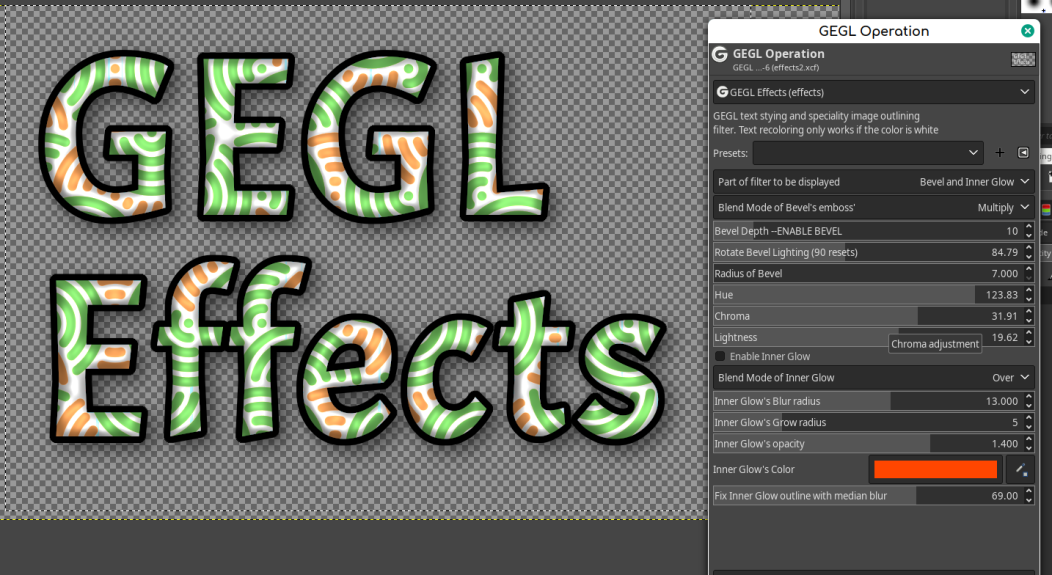 GEGL
Effects
GEGL Operation
GEGL Operation
GEGL ...-6 (effects2.xcf)
GEGL Effects (effects)
GEGL text stying and speciality image outlining
filter. Text recoloring only works if the color is white
Presets:
Part of filter to be displayed Bevel and Inner Glow
Blend Mode of Bevel's emboss' Multiply
Bevel Depth --ENABLE BEVEL 10
Rotate Bevel Lighting (90 resets) 84.79
Radius of Bevel 7.000
Hue 123.83
Chroma 31.91
Lightness 19.62
Chroma adjustment
Enable Inner Glow
Blend Mode of Inner Glow Over
Inner Glow's Blur radius 13.000
Inner Glow's Grow radius 5
Inner Glow's opacity 1.400
Inner Glow's Color
Fix Inner Glow outline with median blur 69.00